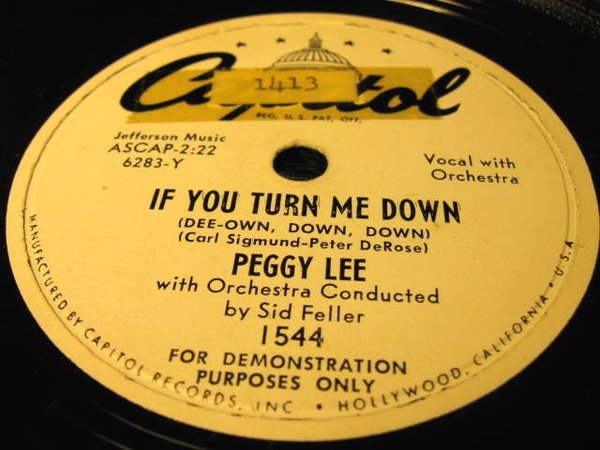 Capitol
1413
REG. U.S. PAT. OFF.
Jefferson Music
ASCAP-2:22
6283-Y
Vocal with
Orchestra
IF YOU TURN ME DOWN
(DEE-OWN, DOWN, DOWN)
(Carl Sigmund-Peter DeRose)
PEGGY LEE
with Orchestra Conducted
by Sid Feller
1544
FOR DEMONSTRATION
PURPOSES ONLY
MANUFACTURED BY CAPITOL RECORDS, INC • HOLLYWOOD, CALIFORNIA • U.S.A